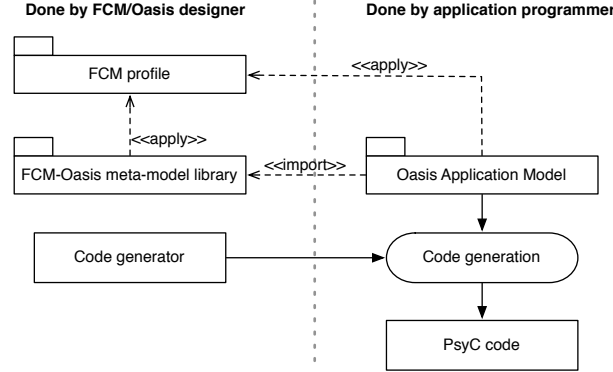 Done by FCM/Oasis designer
Done by application programmer
FCM profile
<<apply>>
<<apply>>
<<import>>
FCM-Oasis meta-model library
Oasis Application Model
Code generator
Code generation
PsyC code